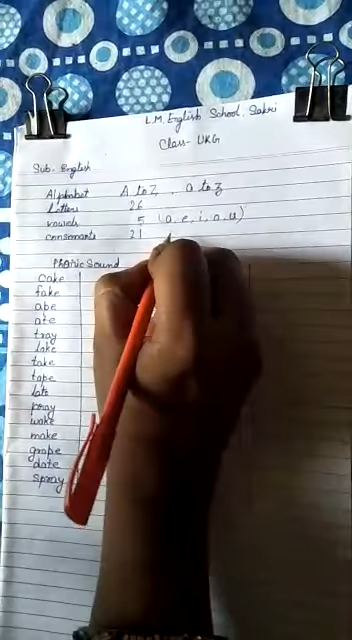 L.M. English School, Sakri
Class- UKG
Sub. English
Alphabet A to Z, a to z
Letters 26
vowels 5 (a, e, i, o, u)
consonants 21
Phonic Sound
cake
fake
ape
ate
tray
lake
take
tape
late
pray
wake
make
grape
date
spray